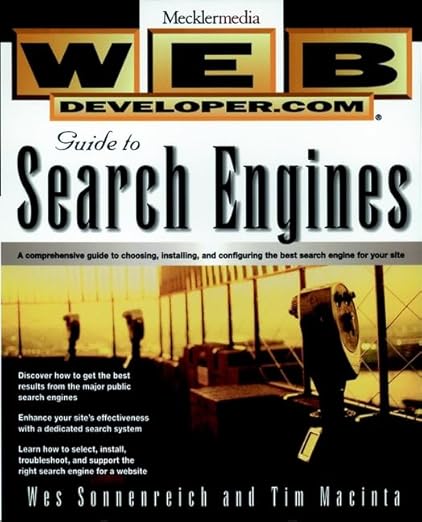 Mecklermedia
WEB
DEVELOPER.COM®
Guide to
Search Engines
A comprehensive guide to choosing, installing, and configuring the best search engine for your site
Discover how to get the best
results from the major public
search engines
Enhance your site's effectiveness
with a dedicated search system
Learn how to select, install,
troubleshoot, and support the
right search engine for a website
Wes Sonnenreich and Tim Macinta